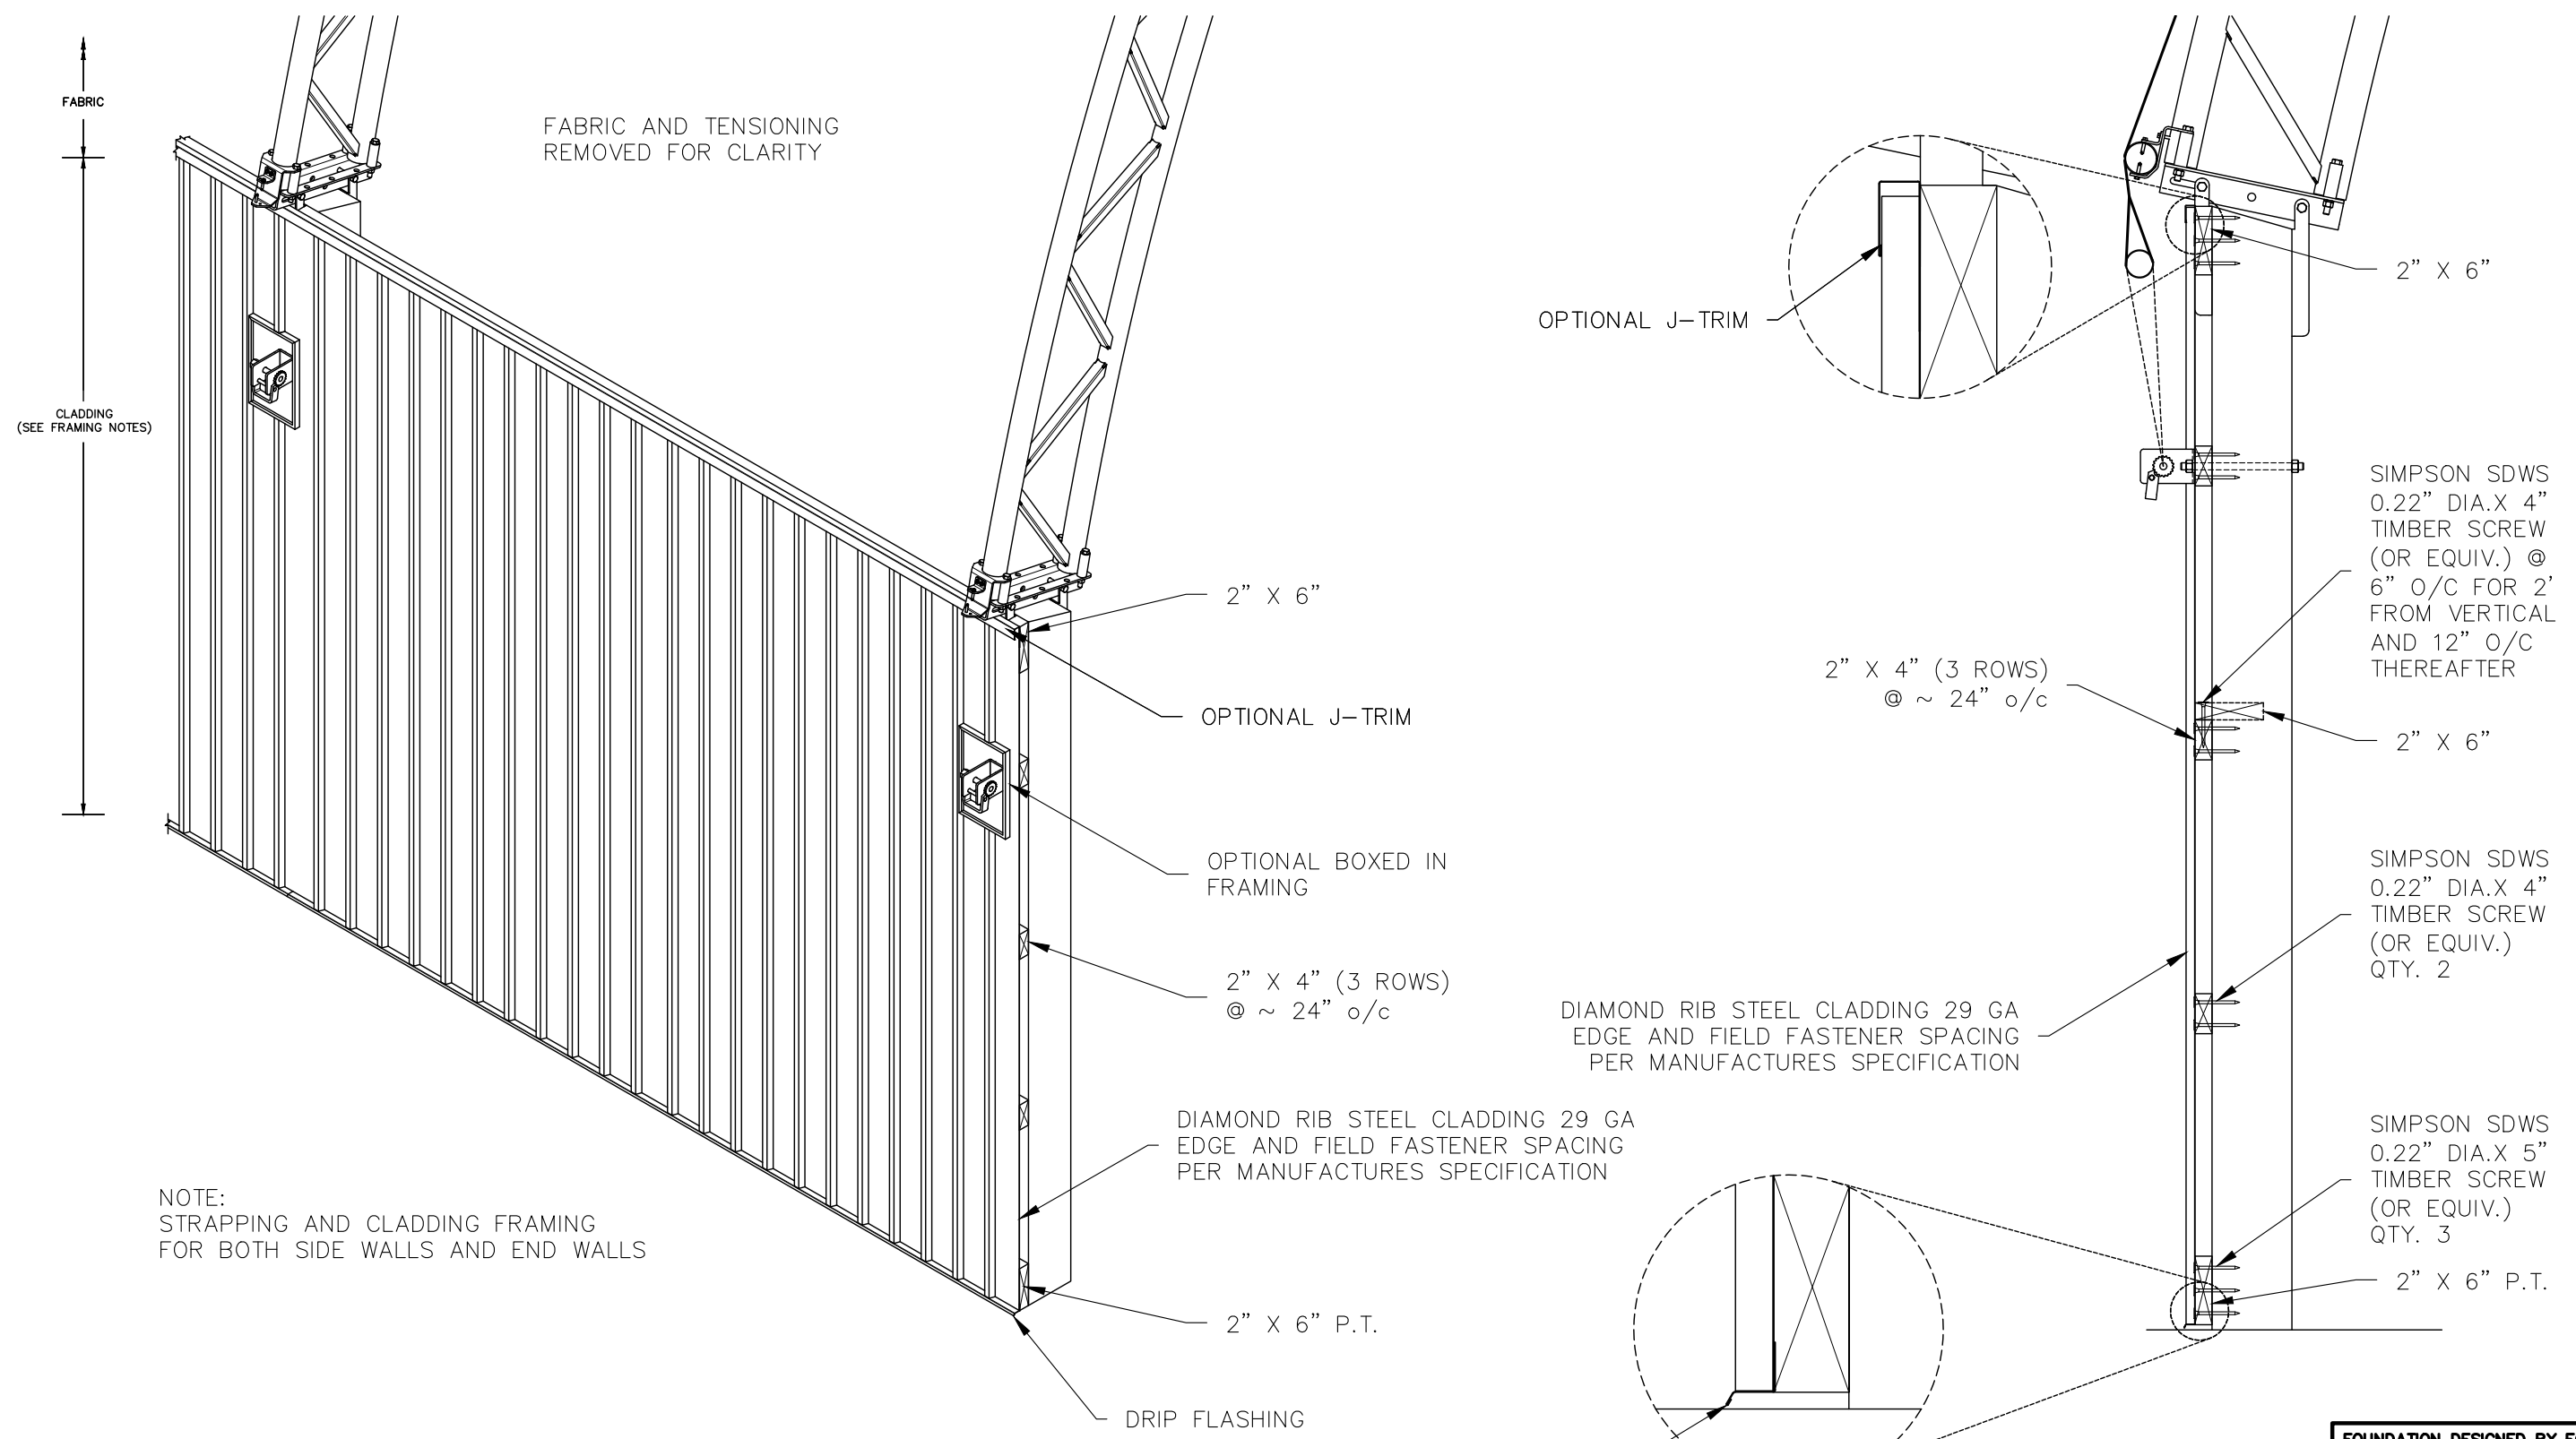 FABRIC
CLADDING
(SEE FRAMING NOTES)
FABRIC AND TENSIONING
REMOVED FOR CLARITY
2" X 6"
OPTIONAL J-TRIM
OPTIONAL BOXED IN
FRAMING
2" X 4" (3 ROWS)
@ ~ 24" o/c
DIAMOND RIB STEEL CLADDING 29 GA
EDGE AND FIELD FASTENER SPACING
PER MANUFACTURES SPECIFICATION
2" X 6" P.T.
DRIP FLASHING
NOTE:
STRAPPING AND CLADDING FRAMING
FOR BOTH SIDE WALLS AND END WALLS
OPTIONAL J-TRIM
2" X 6"
SIMPSON SDWS
0.22" DIA.X 4"
TIMBER SCREW
(OR EQUIV.) @
6" O/C FOR 2'
FROM VERTICAL
AND 12" O/C
THEREAFTER
2" X 4" (3 ROWS)
@ ~ 24" o/c
2" X 6"
SIMPSON SDWS
0.22" DIA.X 4"
TIMBER SCREW
(OR EQUIV.)
QTY. 2
DIAMOND RIB STEEL CLADDING 29 GA
EDGE AND FIELD FASTENER SPACING
PER MANUFACTURES SPECIFICATION
SIMPSON SDWS
0.22" DIA.X 5"
TIMBER SCREW
(OR EQUIV.)
QTY. 3
2" X 6" P.T.
FOUNDATION DESIGNED BY